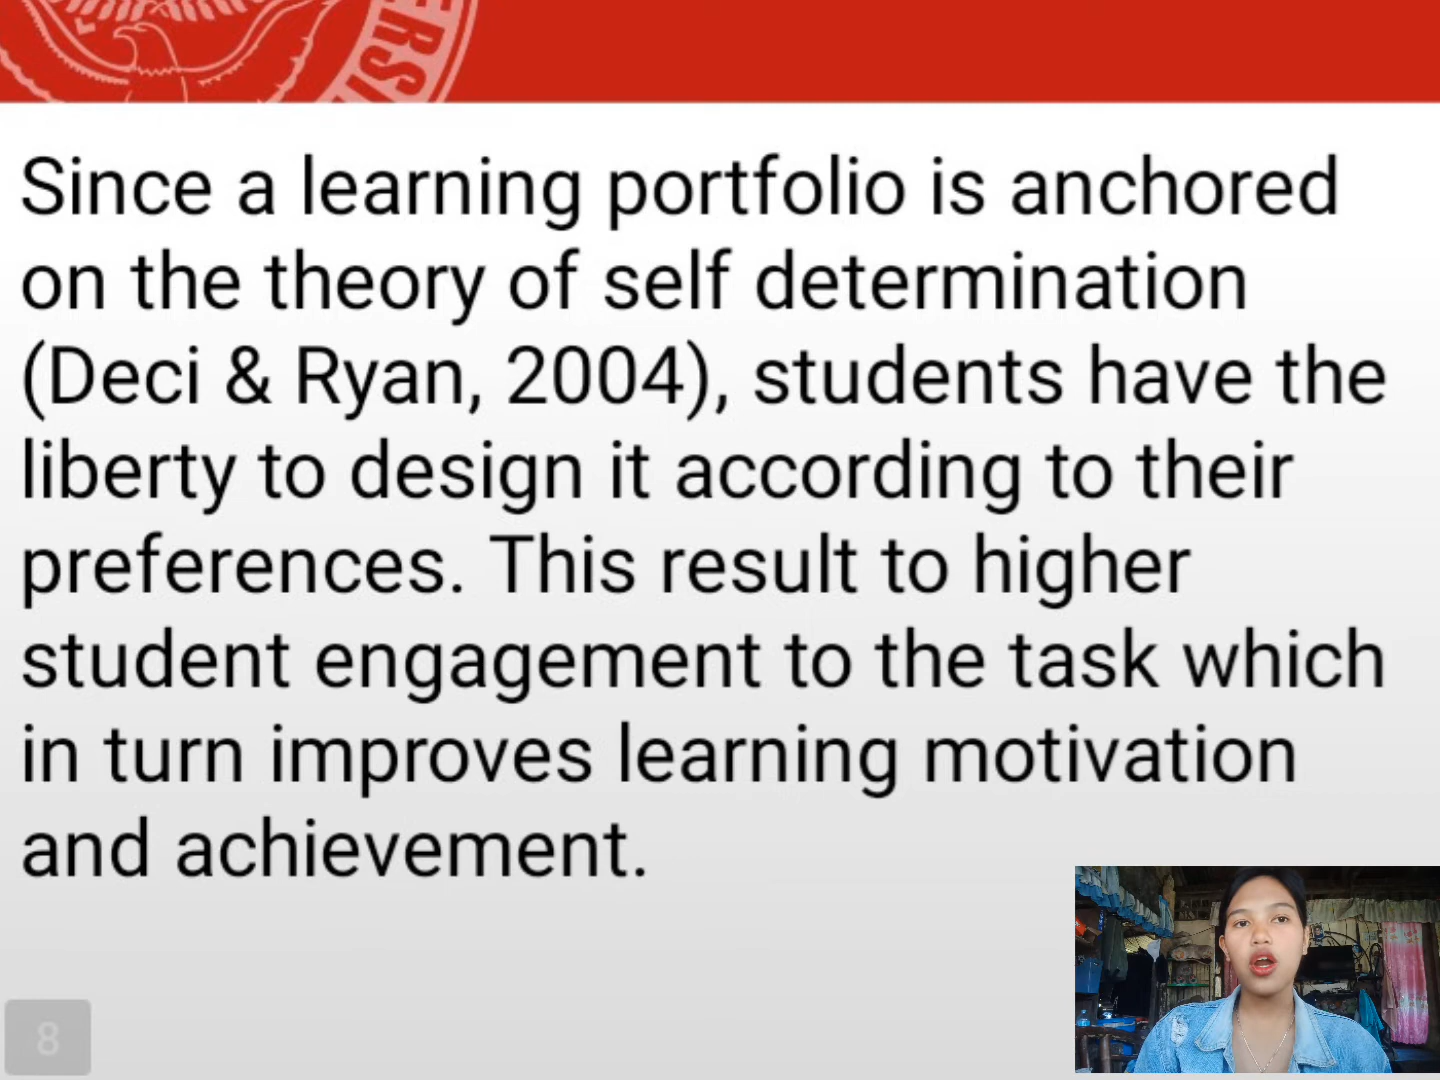 ERSI
Since a learning portfolio is anchored
on the theory of self determination
(Deci & Ryan, 2004), students have the
liberty to design it according to their
preferences. This result to higher
student engagement to the task which
in turn improves learning motivation
and achievement.
8